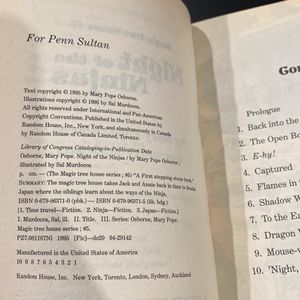 For Penn Sultan
Text copyright © 1995 by Mary Pope Osborne.
Illustrations copyright © 1995 by Sal Murdocca
All rights reserved under International and Pan-American
Copyright Conventions. Published in the United States by
Random House, Inc., New York, and simultaneously in Canada
by Random House of Canada Limited, Toronto.
Library of Congress Cataloging-in-Publication Data
Osborne, Mary Pope. Night of the Ninjas / by Mary Pope Osborne ;
illustrated by Sal Murdocca
p. cm. — (The Magic tree house series ; #5) "A First stepping stone book."
SUMMARY: The magic tree house takes Jack and Annie back in time to feudal
Japan where the siblings learn about the ways of the Ninja.
ISBN 0-679-86371-0 (pbk.) — ISBN 0-679-96371-5 (lib. bdg.)
[1. Time travel—Fiction. 2. Ninja—Fiction. 3. Japan—Fiction.]
I. Murdocca, Sal, ill. II. Title. III. Series: Osborne, Mary Pope.
Magic tree house series ; #5.
PZ7.O81167Ni 1995 [Fic]—dc20 94-29142
Manufactured in the United States
10 9 8 7 6 5 4 3 2 1
Random House, Inc. New York, Toronto, London, Sydney, Auckland
Prologue
1. Back into the
2. The Open B
3. E-hy!
4. Captured
5. Flames in
6. Shadow W
7. To the Ea
8. Dragon
9. Mouse-w
10. 'Night,